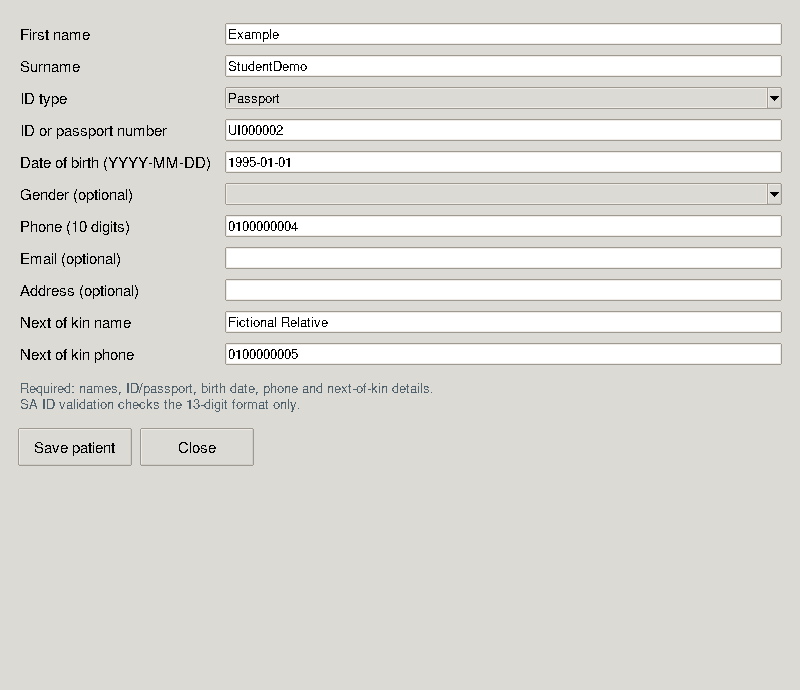 First name Example
Surname StudentDemo
ID type Passport
ID or passport number UI000002
Date of birth (YYYY-MM-DD) 1995-01-01
Gender (optional)
Phone (10 digits) 0100000004
Email (optional)
Address (optional)
Next of kin name Fictional Relative
Next of kin phone 0100000005
Required: names, ID/passport, birth date, phone and next-of-kin details.
SA ID validation checks the 13-digit format only.
Save patient Close